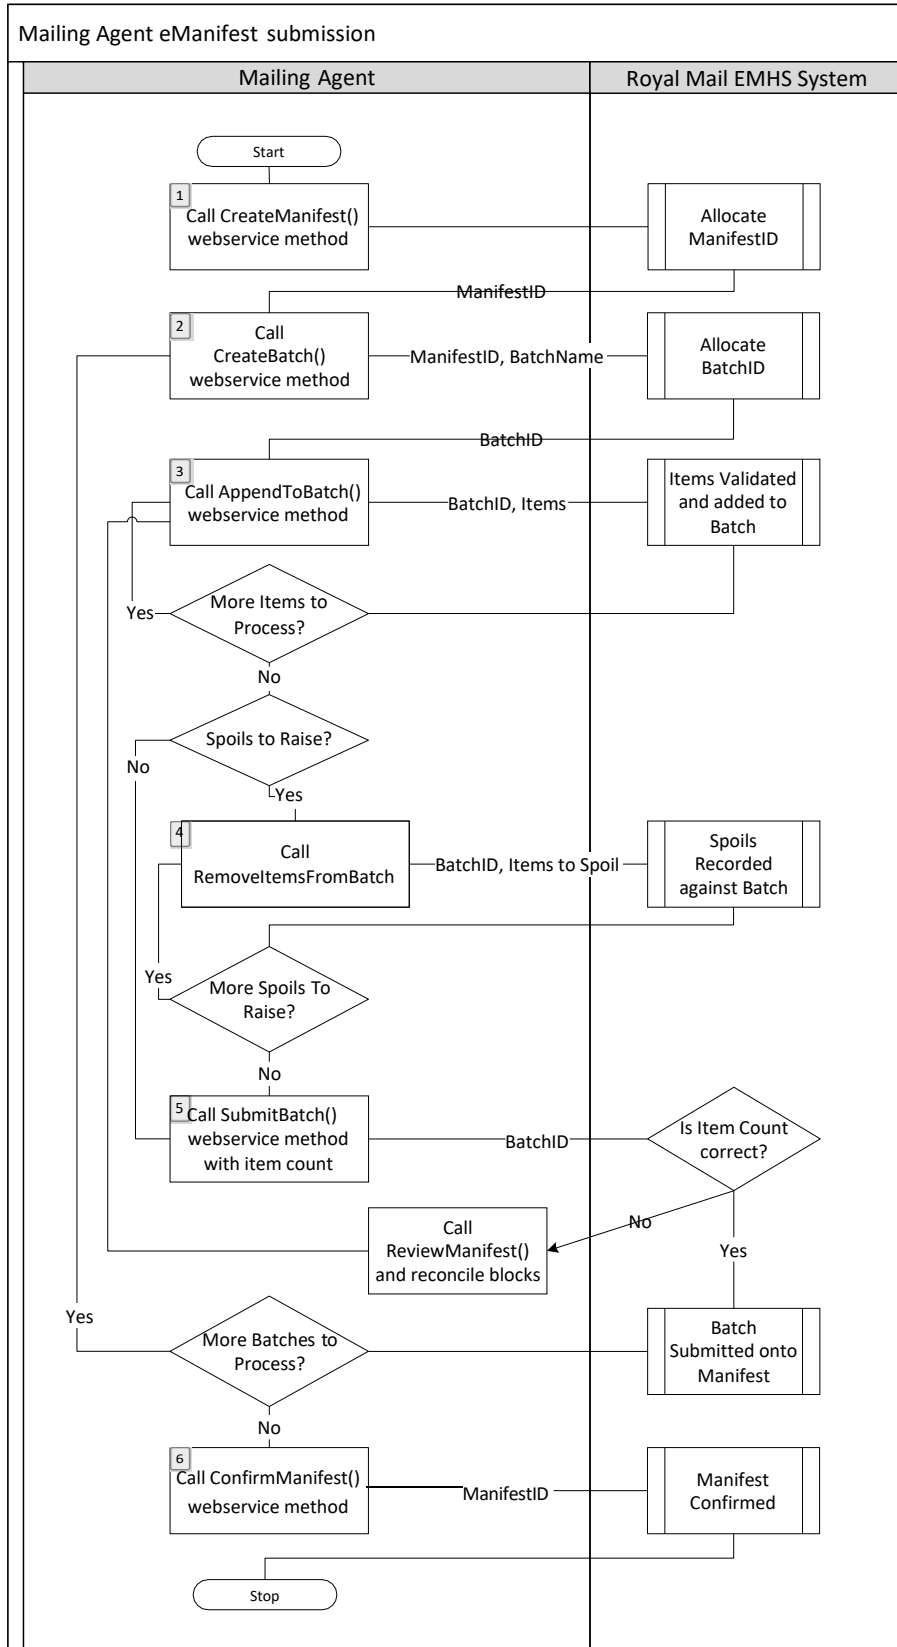 Mailing Agent eManifest submission
Mailing Agent
Royal Mail EMHS System
Start
1
Call CreateManifest()
webservice method
Allocate
ManifestID
ManifestID
2
Call
CreateBatch()
webservice method
ManifestID, BatchName
Allocate
BatchID
BatchID
3
Call AppendToBatch()
webservice method
BatchID, Items
Items Validated
and added to
Batch
More Items to
Process?
Yes
No
Spoils to Raise?
No
Yes
4
Call
RemoveItemsFromBatch
BatchID, Items to Spoil
Spoils
Recorded
against Batch
Yes
More Spoils To
Raise?
No
5
Call SubmitBatch()
webservice method
with item count
BatchID
Is Item Count
correct?
No
Yes
Call
ReviewManifest()
and reconcile blocks
Yes
More Batches to
Process?
Batch
Submitted onto
Manifest
No
6
Call ConfirmManifest()
webservice method
ManifestID
Manifest
Confirmed
Stop